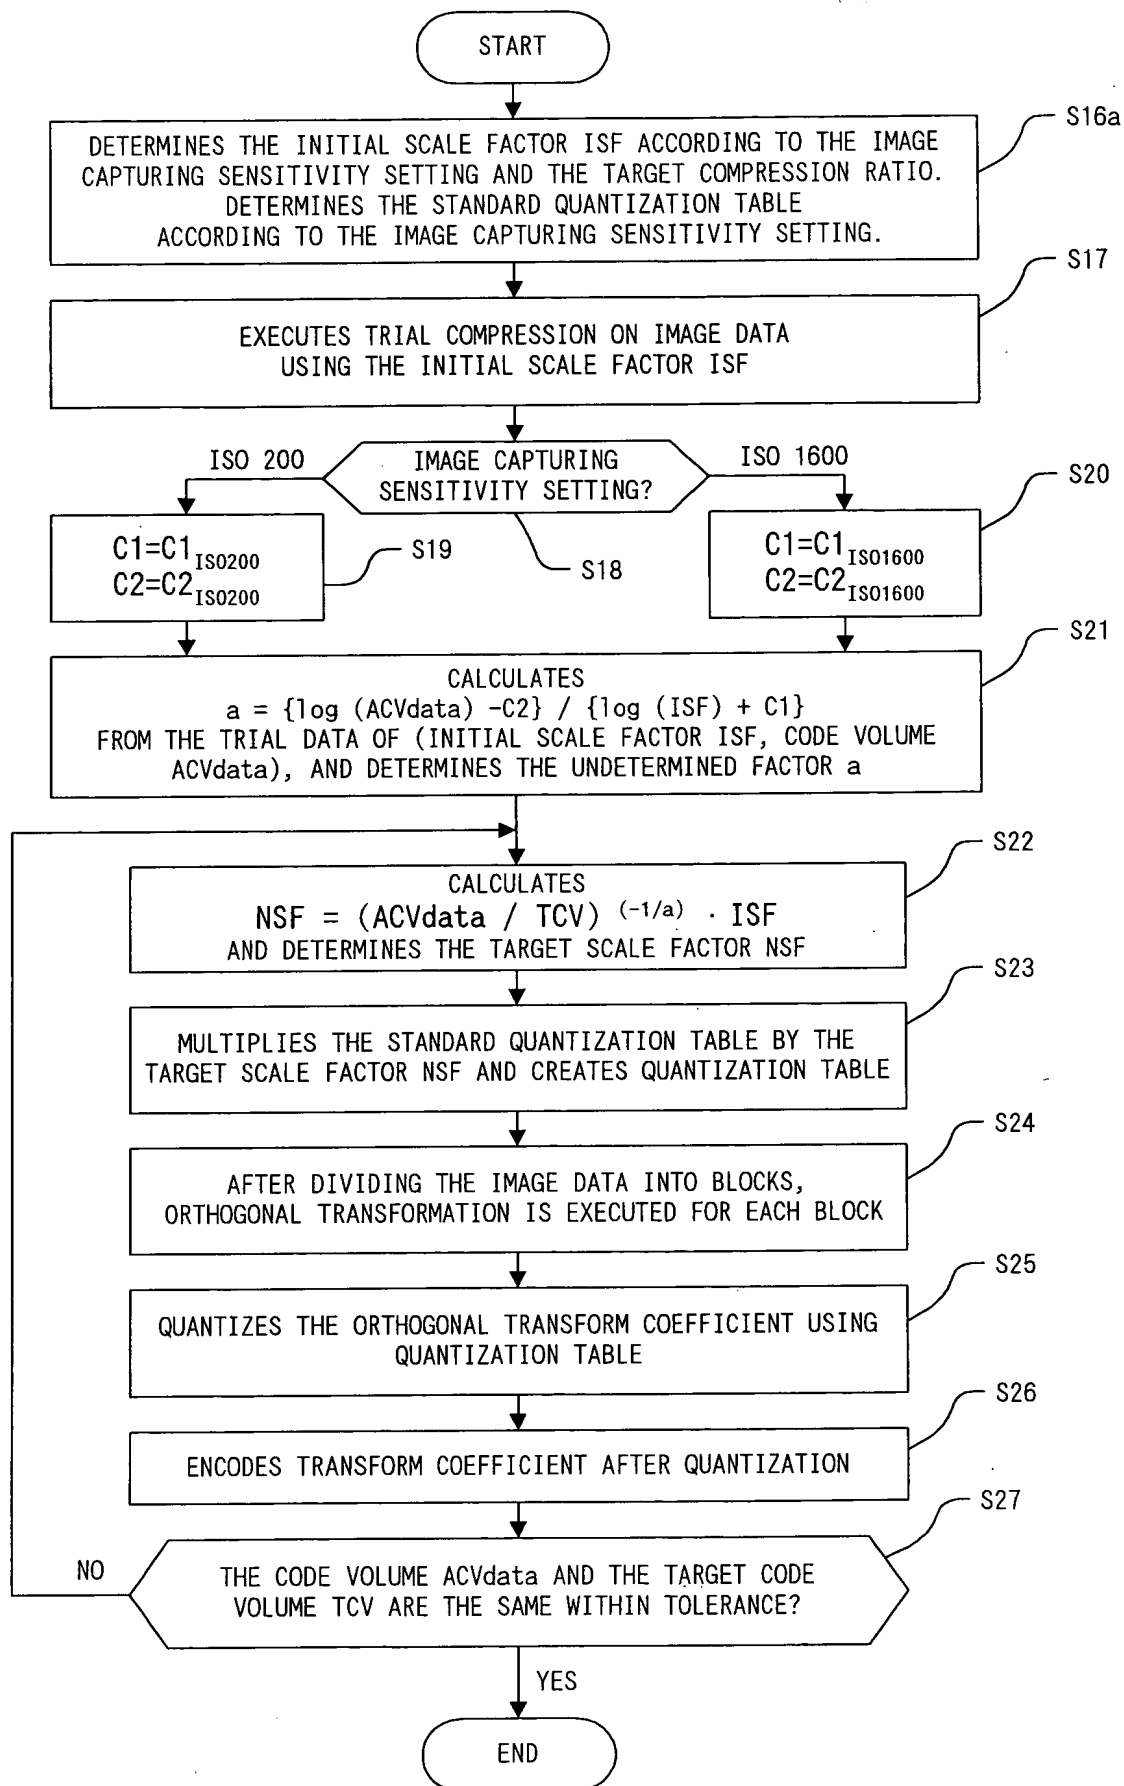 START
S16a
DETERMINES THE INITIAL SCALE FACTOR ISF ACCORDING TO THE IMAGE
CAPTURING SENSITIVITY SETTING AND THE TARGET COMPRESSION RATIO.
DETERMINES THE STANDARD QUANTIZATION TABLE
ACCORDING TO THE IMAGE CAPTURING SENSITIVITY SETTING.
S17
EXECUTES TRIAL COMPRESSION ON IMAGE DATA
USING THE INITIAL SCALE FACTOR ISF
ISO 200
IMAGE CAPTURING
SENSITIVITY SETTING?
ISO 1600
S18
C1=C1ISO200
C2=C2ISO200
S19
C1=C1ISO1600
C2=C2ISO1600
S20
S21
CALCULATES
a = {log (ACVdata) -C2} / {log (ISF) + C1}
FROM THE TRIAL DATA OF (INITIAL SCALE FACTOR ISF, CODE VOLUME
ACVdata), AND DETERMINES THE UNDETERMINED FACTOR a
S22
CALCULATES
NSF = (ACVdata / TCV) (-1/a) · ISF
AND DETERMINES THE TARGET SCALE FACTOR NSF
S23
MULTIPLIES THE STANDARD QUANTIZATION TABLE BY THE
TARGET SCALE FACTOR NSF AND CREATES QUANTIZATION TABLE
S24
AFTER DIVIDING THE IMAGE DATA INTO BLOCKS,
ORTHOGONAL TRANSFORMATION IS EXECUTED FOR EACH BLOCK
S25
QUANTIZES THE ORTHOGONAL TRANSFORM COEFFICIENT USING
QUANTIZATION TABLE
S26
ENCODES TRANSFORM COEFFICIENT AFTER QUANTIZATION
S27
NO
THE CODE VOLUME ACVdata AND THE TARGET CODE
VOLUME TCV ARE THE SAME WITHIN TOLERANCE?
YES
END